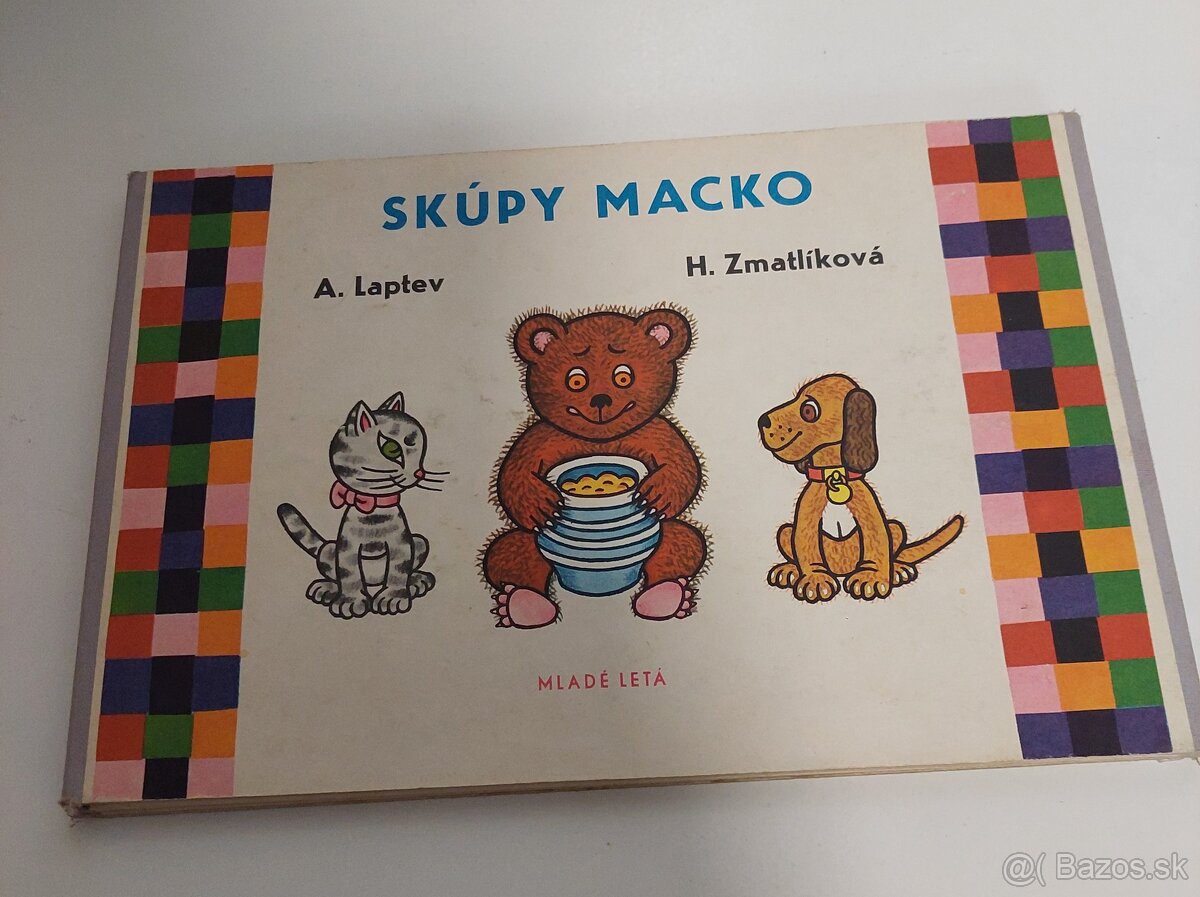 SKÚPY MACKO
A. Laptev
H. Zmatlíková
MLADÉ LETÁ
@( Bazos.sk